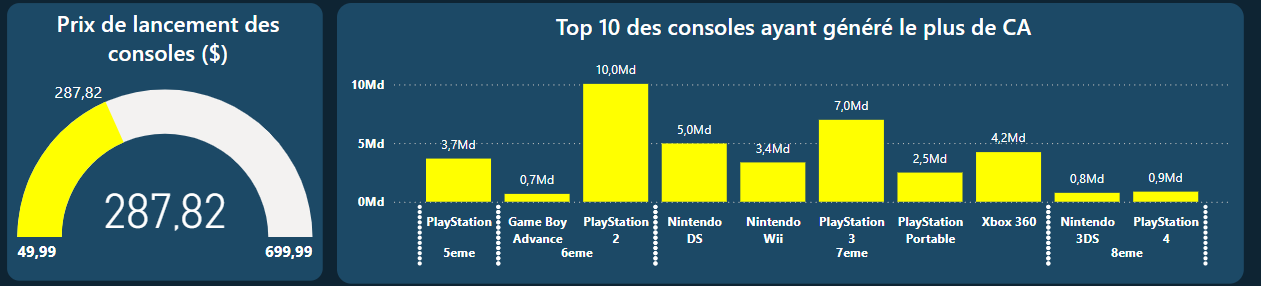 Prix de lancement des
consoles ($)
287,82
287,82
49,99
699,99
Top 10 des consoles ayant généré le plus de CA
10Md
5Md
0Md
3,7Md
0,7Md
10,0Md
5,0Md
3,4Md
7,0Md
2,5Md
4,2Md
0,8Md
0,9Md
PlayStation
Game Boy
Advance
PlayStation
2
Nintendo
DS
Nintendo
Wii
PlayStation
3
PlayStation
Portable
Xbox 360
Nintendo
3DS
PlayStation
4
5eme
6eme
7eme
8eme